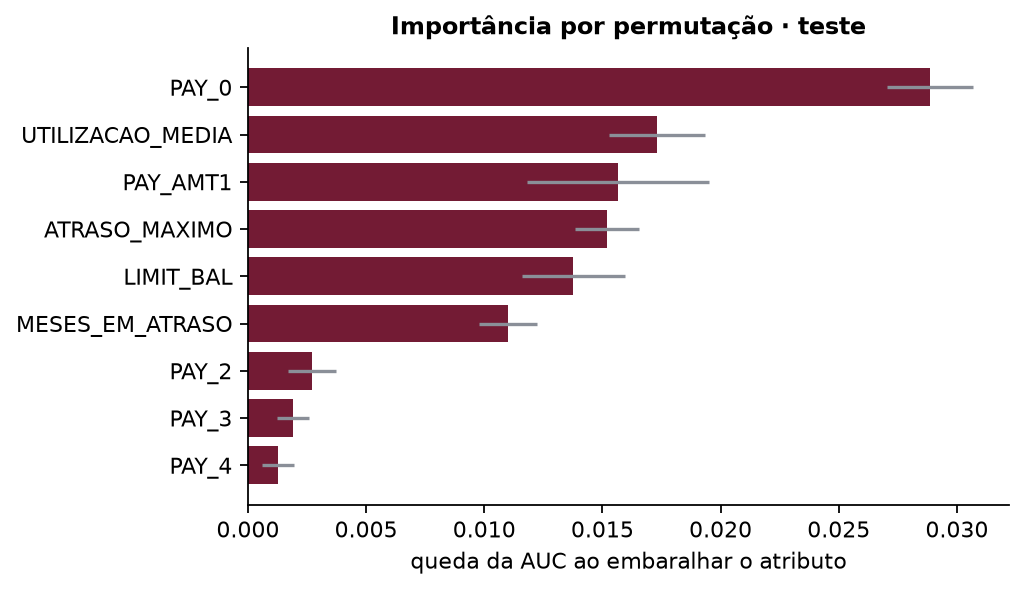 Importância por permutação · teste
PAY_0
UTILIZACAO_MEDIA
PAY_AMT1
ATRASO_MAXIMO
LIMIT_BAL
MESES_EM_ATRASO
PAY_2
PAY_3
PAY_4
0.000 0.005 0.010 0.015 0.020 0.025 0.030
queda da AUC ao embaralhar o atributo